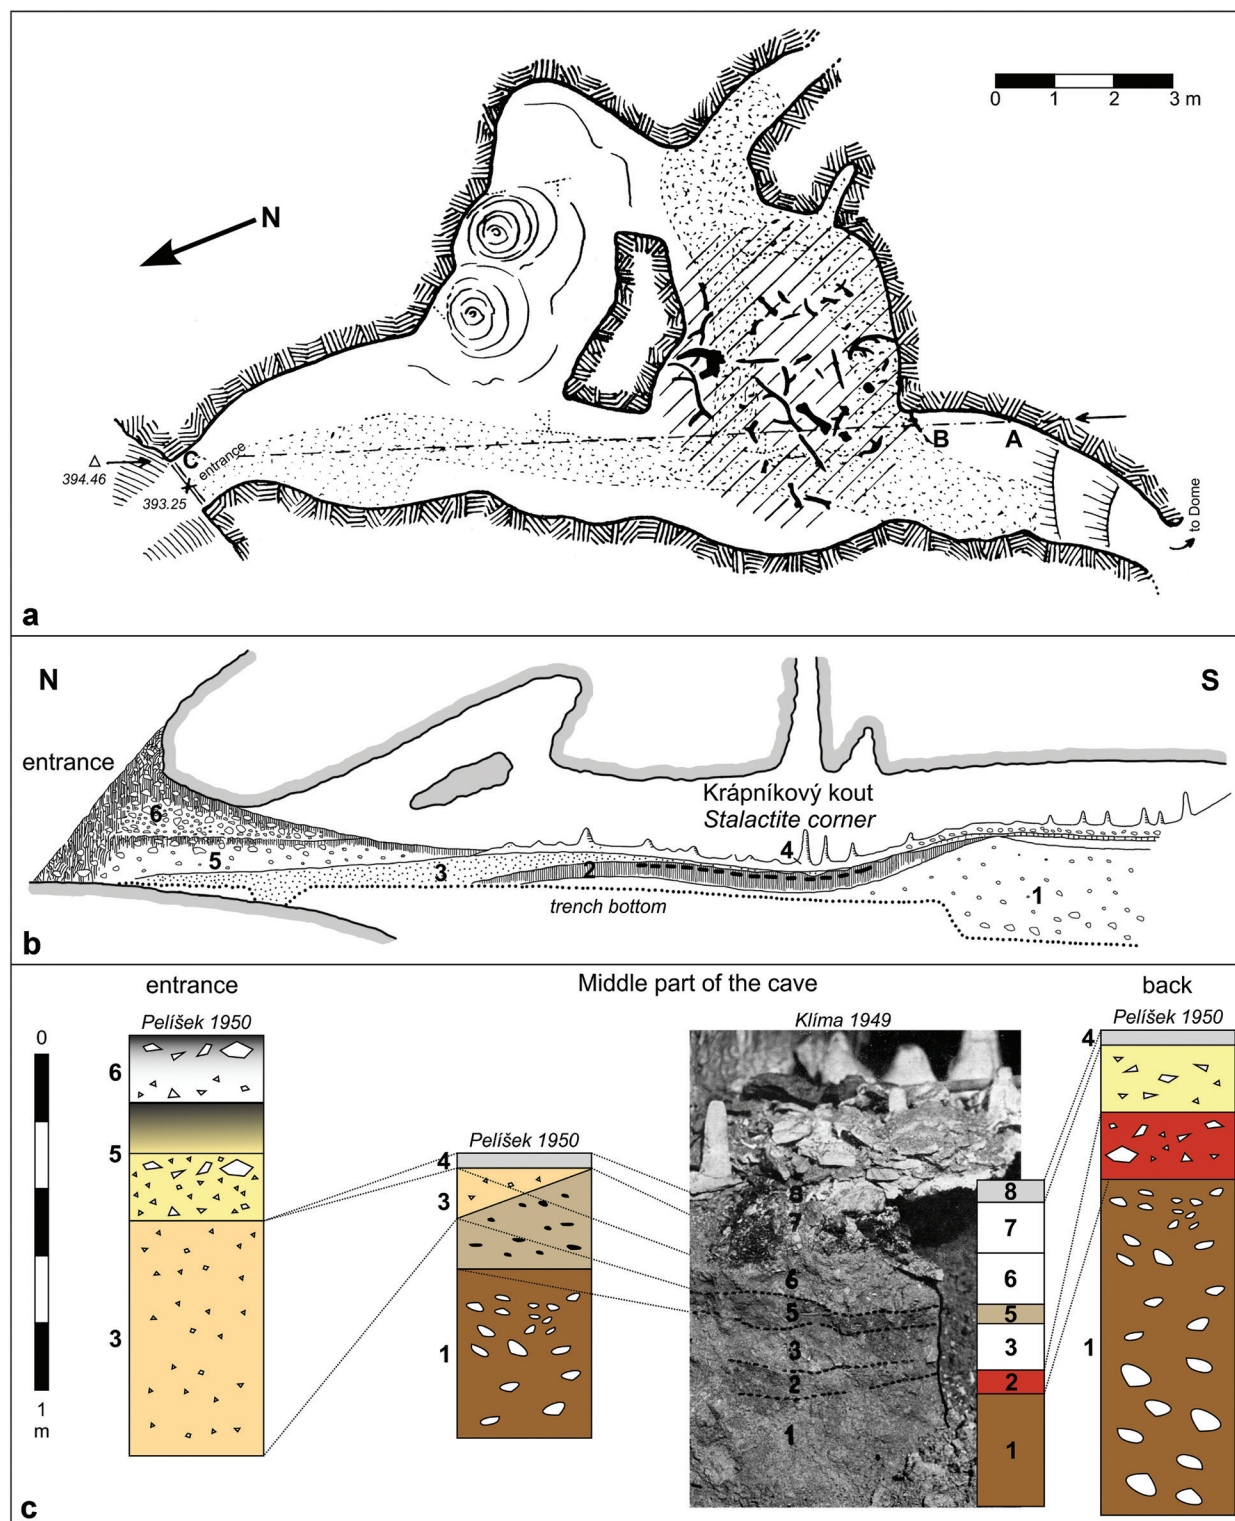 0 1 2 3 m
N
C
entrance
B
A
394.46
393.25
to Dome
a
N
S
entrance
Krápníkový kout
Stalactite corner
6
5
4
3
2
1
trench bottom
b
entrance
Middle part of the cave
back
Pelíšek 1950
Klíma 1949
Pelíšek 1950
0
4
6
5
Pelíšek 1950
4
3
8
7
6
5
3
2
1
8
7
6
5
3
2
1
3
1
1
1
m
c